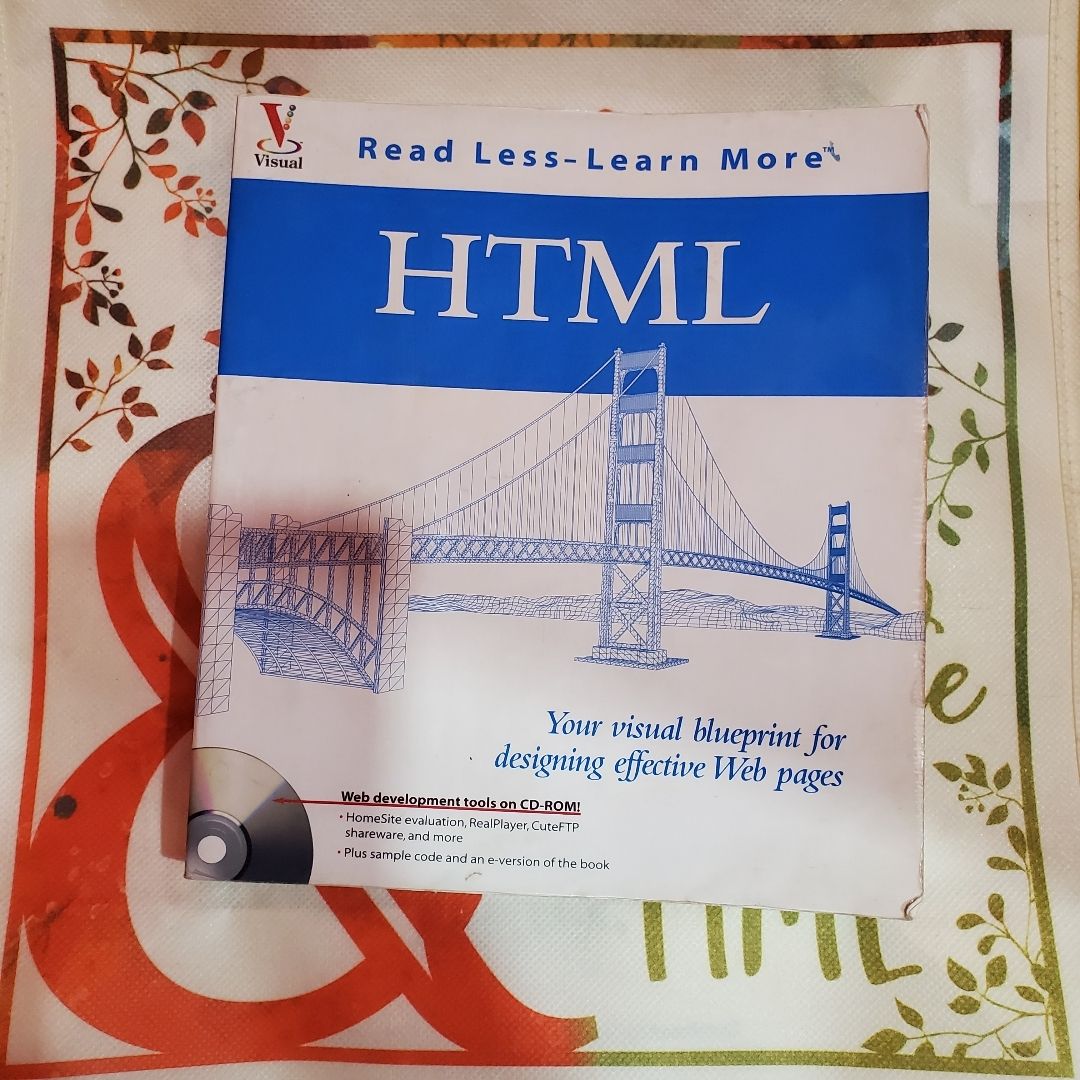 Visual
Read Less–Learn More™
HTML
Your visual blueprint for
designing effective Web pages
Web development tools on CD-ROM!
• HomeSite evaluation, RealPlayer, CuteFTP
shareware, and more
• Plus sample code and an e-version of the book
&